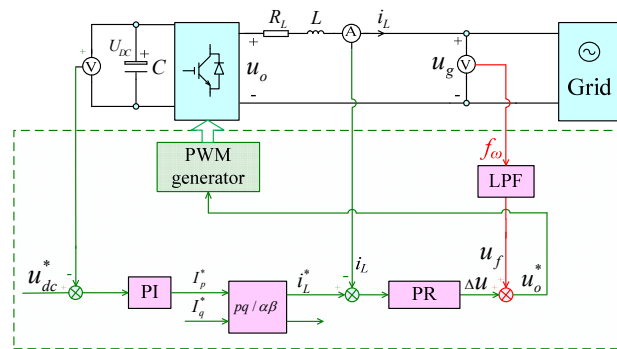 R_L L A i_L
U_DC
V C u_o u_g V
Grid
PWM
generator
f_ω
LPF
u*_dc
I*_p
i_L
u_f
PI
i*_L
PR
Δu
u*_o
I*_q
pq / αβ